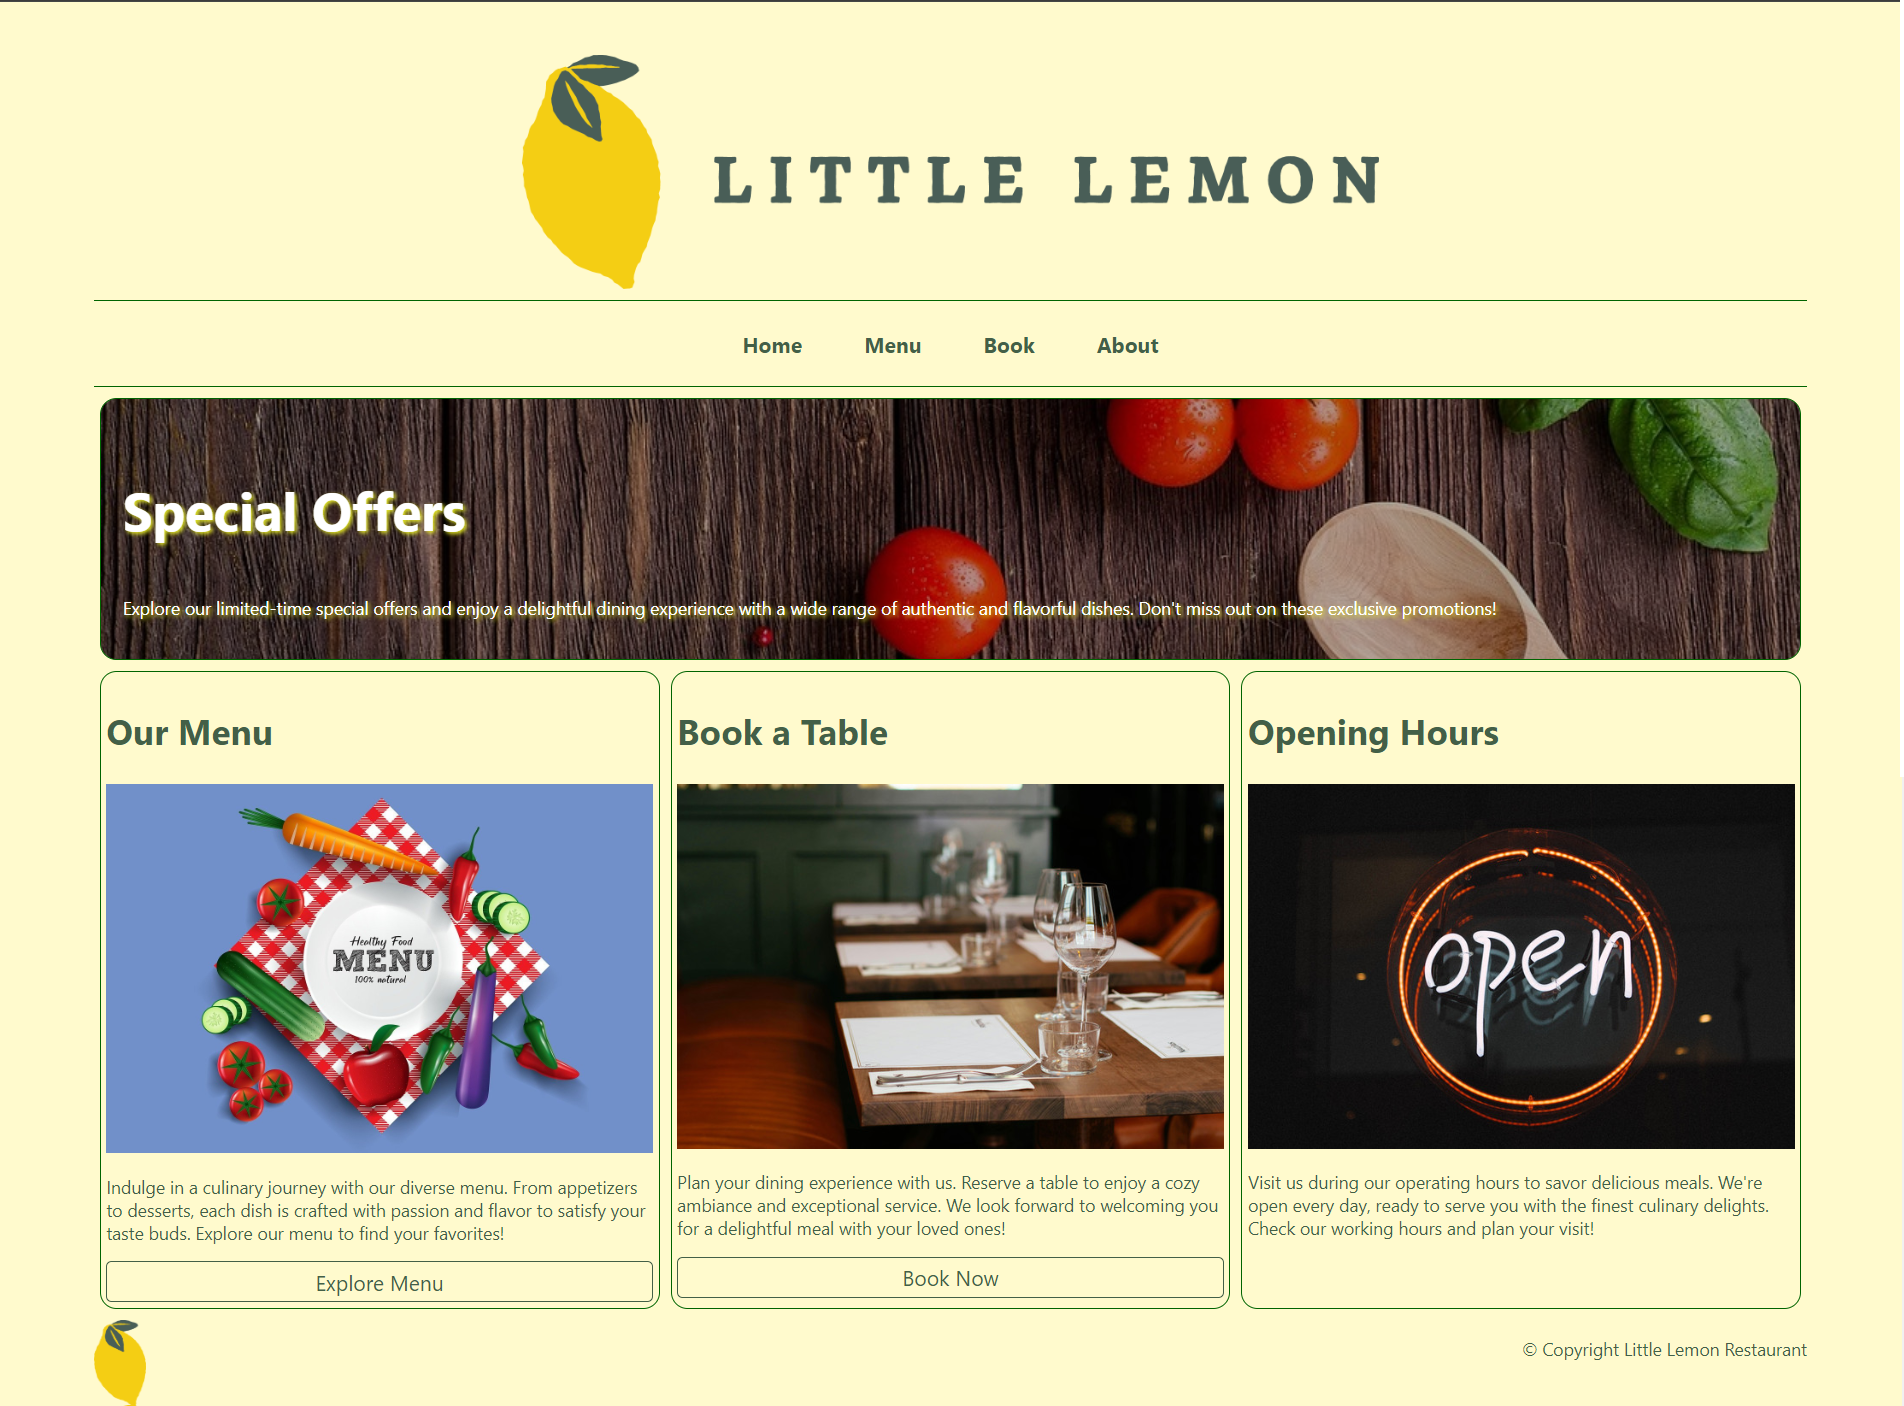 LITTLE LEMON
Home Menu Book About
Special Offers
Explore our limited-time special offers and enjoy a delightful dining experience with a wide range of authentic and flavorful dishes. Don't miss out on these exclusive promotions!
Our Menu
Healthy Food
MENU
100% natural
Indulge in a culinary journey with our diverse menu. From appetizers
to desserts, each dish is crafted with passion and flavor to satisfy your
taste buds. Explore our menu to find your favorites!
Explore Menu
Book a Table
Plan your dining experience with us. Reserve a table to enjoy a cozy
ambiance and exceptional service. We look forward to welcoming you
for a delightful meal with your loved ones!
Book Now
Opening Hours
open
Visit us during our operating hours to savor delicious meals. We're
open every day, ready to serve you with the finest culinary delights.
Check our working hours and plan your visit!
© Copyright Little Lemon Restaurant